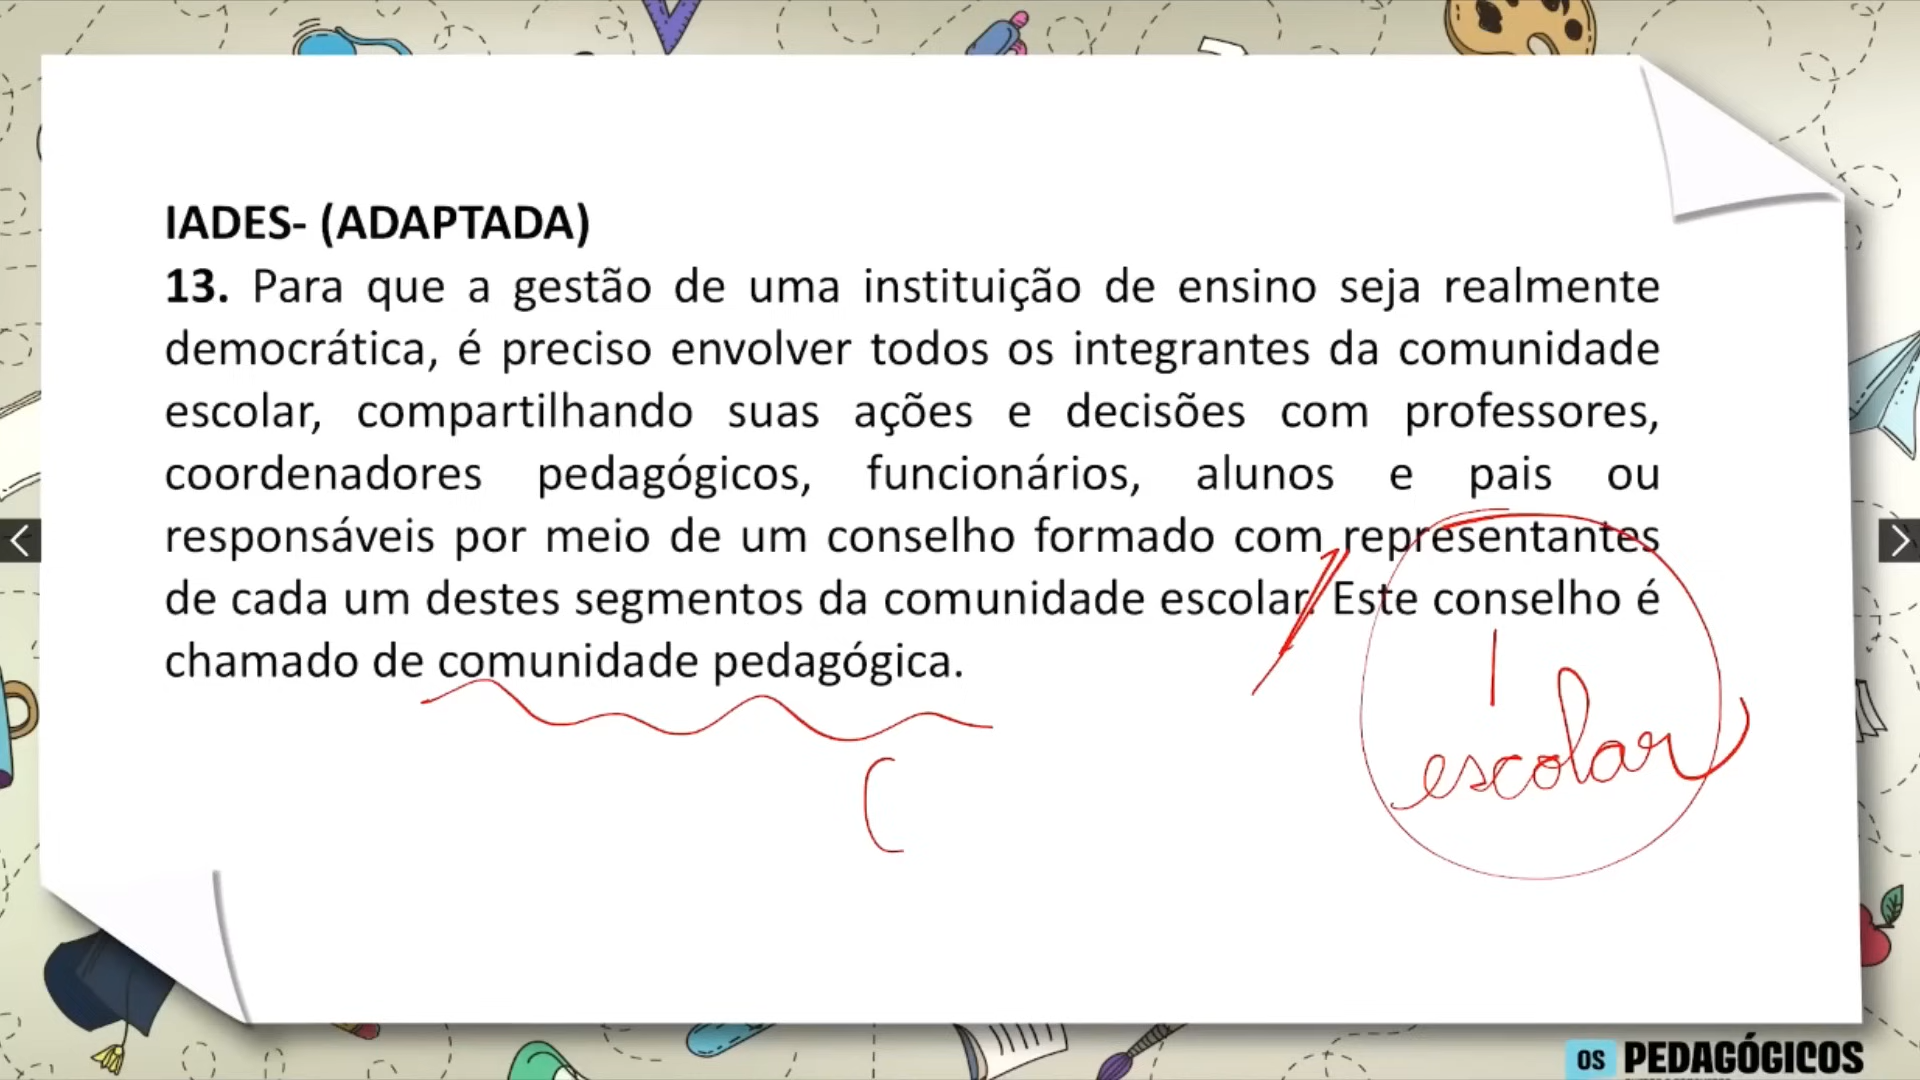 IADES- (ADAPTADA)
13. Para que a gestão de uma instituição de ensino seja realmente
democrática, é preciso envolver todos os integrantes da comunidade
escolar, compartilhando suas ações e decisões com professores,
coordenadores pedagógicos, funcionários, alunos e pais ou
responsáveis por meio de um conselho formado com representantes
de cada um destes segmentos da comunidade escolar. Este conselho é
chamado de comunidade pedagógica.
escolar
OS PEDAGÓGICOS